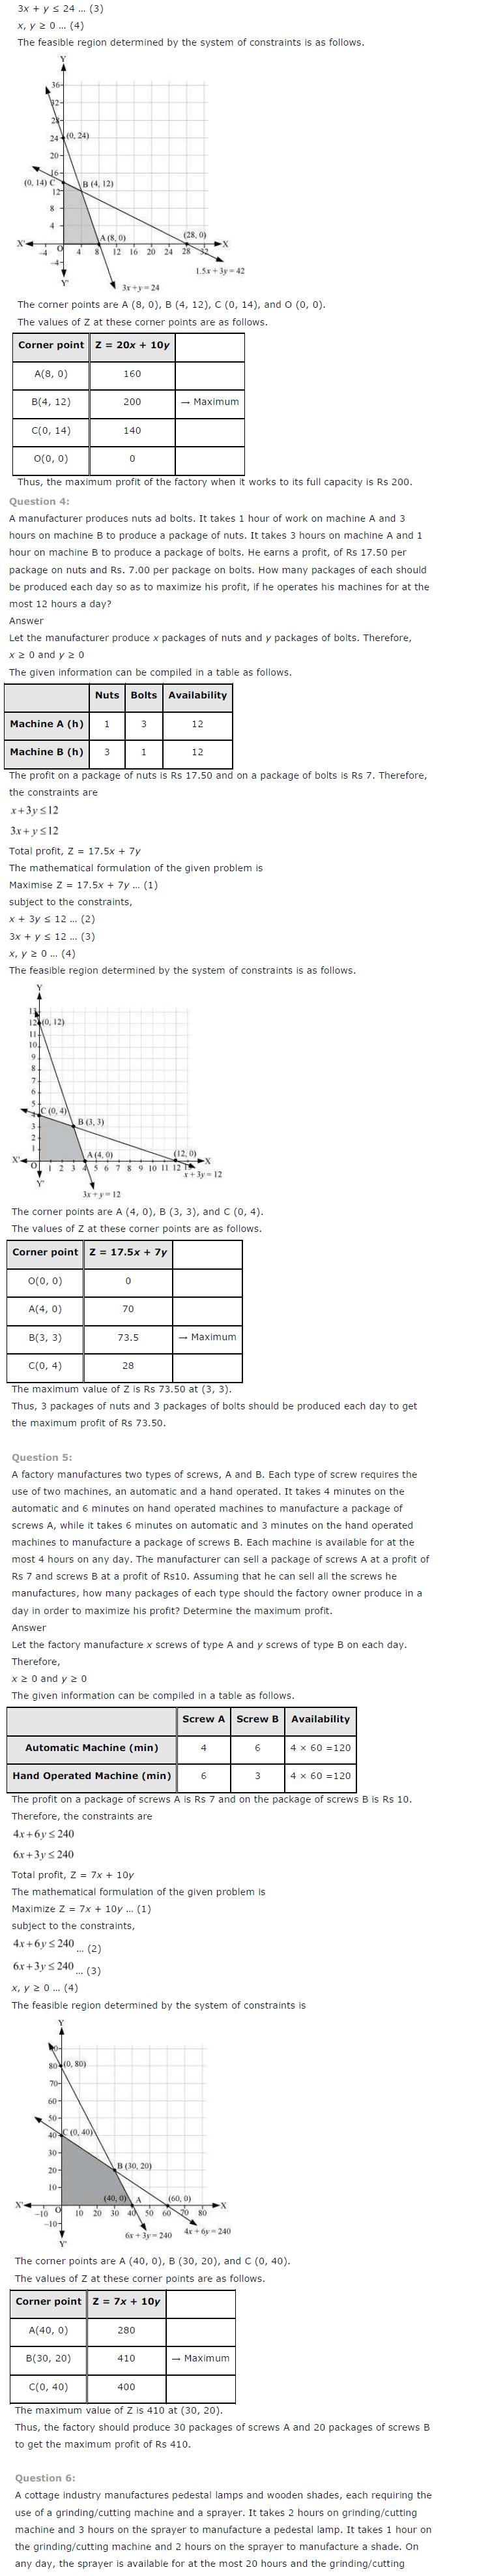 3x + y ≤ 24 … (3)
x, y ≥ 0 … (4)
The feasible region determined by the system of constraints is as follows.
Y
36
32
28
24 (0, 24)
20
16
(0, 14) C B (4, 12)
12
8
4
A (8, 0) (28, 0)
X' O X
-4 4 8 12 16 20 24 28 32
-4
1.5x + 3y = 42
Y'
3x + y = 24
The corner points are A (8, 0), B (4, 12), C (0, 14), and O (0, 0).
The values of Z at these corner points are as follows.
Corner point Z = 20x + 10y
A(8, 0) 160
B(4, 12) 200 → Maximum
C(0, 14) 140
O(0, 0) 0
Thus, the maximum profit of the factory when it works to its full capacity is Rs 200.
Question 4:
A manufacturer produces nuts ad bolts. It takes 1 hour of work on machine A and 3
hours on machine B to produce a package of nuts. It takes 3 hours on machine A and 1
hour on machine B to produce a package of bolts. He earns a profit, of Rs 17.50 per
package on nuts and Rs. 7.00 per package on bolts. How many packages of each should
be produced each day so as to maximize his profit, if he operates his machines for at the
most 12 hours a day?
Answer
Let the manufacturer produce x packages of nuts and y packages of bolts. Therefore,
x ≥ 0 and y ≥ 0
The given information can be compiled in a table as follows.
Nuts Bolts Availability
Machine A (h) 1 3 12
Machine B (h) 3 1 12
The profit on a package of nuts is Rs 17.50 and on a package of bolts is Rs 7. Therefore,
the constraints are
x + 3y ≤ 12
3x + y ≤ 12
Total profit, Z = 17.5x + 7y
The mathematical formulation of the given problem is
Maximise Z = 17.5x + 7y … (1)
subject to the constraints,
x + 3y ≤ 12 … (2)
3x + y ≤ 12 … (3)
x, y ≥ 0 … (4)
The feasible region determined by the system of constraints is as follows.
Y
13
12 (0, 12)
11
10
9
8
7
6
5
4 C (0, 4)
3 B (3, 3)
2
1 A (4, 0) (12, 0)
X' O X
1 2 3 4 5 6 7 8 9 10 11 12 13
x + 3y = 12
Y'
3x + y = 12
The corner points are A (4, 0), B (3, 3), and C (0, 4).
The values of Z at these corner points are as follows.
Corner point Z = 17.5x + 7y
O(0, 0) 0
A(4, 0) 70
B(3, 3) 73.5 → Maximum
C(0, 4) 28
The maximum value of Z is Rs 73.50 at (3, 3).
Thus, 3 packages of nuts and 3 packages of bolts should be produced each day to get
the maximum profit of Rs 73.50.
Question 5:
A factory manufactures two types of screws, A and B. Each type of screw requires the
use of two machines, an automatic and a hand operated. It takes 4 minutes on the
automatic and 6 minutes on hand operated machines to manufacture a package of
screws A, while it takes 6 minutes on automatic and 3 minutes on the hand operated
machines to manufacture a package of screws B. Each machine is available for at the
most 4 hours on any day. The manufacturer can sell a package of screws A at a profit of
Rs 7 and screws B at a profit of Rs10. Assuming that he can sell all the screws he
manufactures, how many packages of each type should the factory owner produce in a
day in order to maximize his profit? Determine the maximum profit.
Answer
Let the factory manufacture x screws of type A and y screws of type B on each day.
Therefore,
x ≥ 0 and y ≥ 0
The given information can be compiled in a table as follows.
Screw A Screw B Availability
Automatic Machine (min) 4 6 4 × 60 =120
Hand Operated Machine (min) 6 3 4 × 60 =120
The profit on a package of screws A is Rs 7 and on the package of screws B is Rs 10.
Therefore, the constraints are
4x + 6y ≤ 240
6x + 3y ≤ 240
Total profit, Z = 7x + 10y
The mathematical formulation of the given problem is
Maximize Z = 7x + 10y … (1)
subject to the constraints,
4x + 6y ≤ 240 … (2)
6x + 3y ≤ 240 … (3)
x, y ≥ 0 … (4)
The feasible region determined by the system of constraints is
Y
80 (0, 80)
70
60
50
40 C (0, 40)
30
20 B (30, 20)
10
(40, 0) A (60, 0)
X' O X
-10 10 20 30 40 50 60 70 80
-10
6x + 3y = 240 4x + 6y = 240
Y'
The corner points are A (40, 0), B (30, 20), and C (0, 40).
The values of Z at these corner points are as follows.
Corner point Z = 7x + 10y
A(40, 0) 280
B(30, 20) 410 → Maximum
C(0, 40) 400
The maximum value of Z is 410 at (30, 20).
Thus, the factory should produce 30 packages of screws A and 20 packages of screws B
to get the maximum profit of Rs 410.
Question 6:
A cottage industry manufactures pedestal lamps and wooden shades, each requiring the
use of a grinding/cutting machine and a sprayer. It takes 2 hours on grinding/cutting
machine and 3 hours on the sprayer to manufacture a pedestal lamp. It takes 1 hour on
the grinding/cutting machine and 2 hours on the sprayer to manufacture a shade. On
any day, the sprayer is available for at the most 20 hours and the grinding/cutting